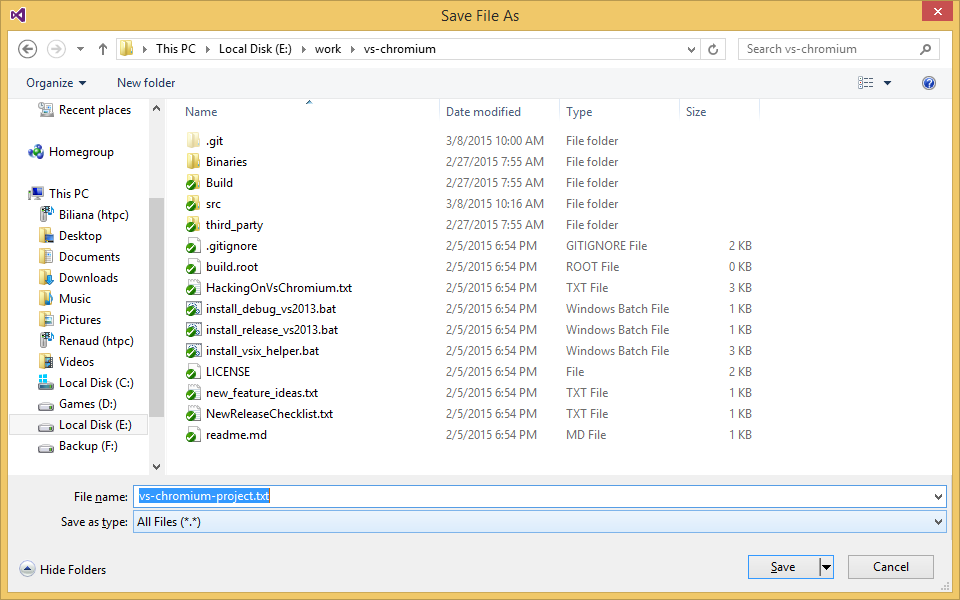 Save File As
This PC Local Disk (E:) work vs-chromium
Search vs-chromium
Organize New folder
Recent places
Homegroup
This PC
Biliana (htpc)
Desktop
Documents
Downloads
Music
Pictures
Renaud (htpc)
Videos
Local Disk (C:)
Games (D:)
Local Disk (E:)
Backup (F:)
Name Date modified Type Size
.git 3/8/2015 10:00 AM File folder
Binaries 2/27/2015 7:55 AM File folder
Build 2/27/2015 7:55 AM File folder
src 3/8/2015 10:16 AM File folder
third_party 2/27/2015 7:55 AM File folder
.gitignore 2/5/2015 6:54 PM GITIGNORE File 2 KB
build.root 2/5/2015 6:54 PM ROOT File 0 KB
HackingOnVsChromium.txt 2/5/2015 6:54 PM TXT File 3 KB
install_debug_vs2013.bat 2/5/2015 6:54 PM Windows Batch File 1 KB
install_release_vs2013.bat 2/5/2015 6:54 PM Windows Batch File 1 KB
install_vsix_helper.bat 2/5/2015 6:54 PM Windows Batch File 3 KB
LICENSE 2/5/2015 6:54 PM File 2 KB
new_feature_ideas.txt 2/5/2015 6:54 PM TXT File 1 KB
NewReleaseChecklist.txt 2/5/2015 6:54 PM TXT File 1 KB
readme.md 2/5/2015 6:54 PM MD File 1 KB
File name: vs-chromium-project.txt
Save as type: All Files (*.*)
Hide Folders
Save
Cancel